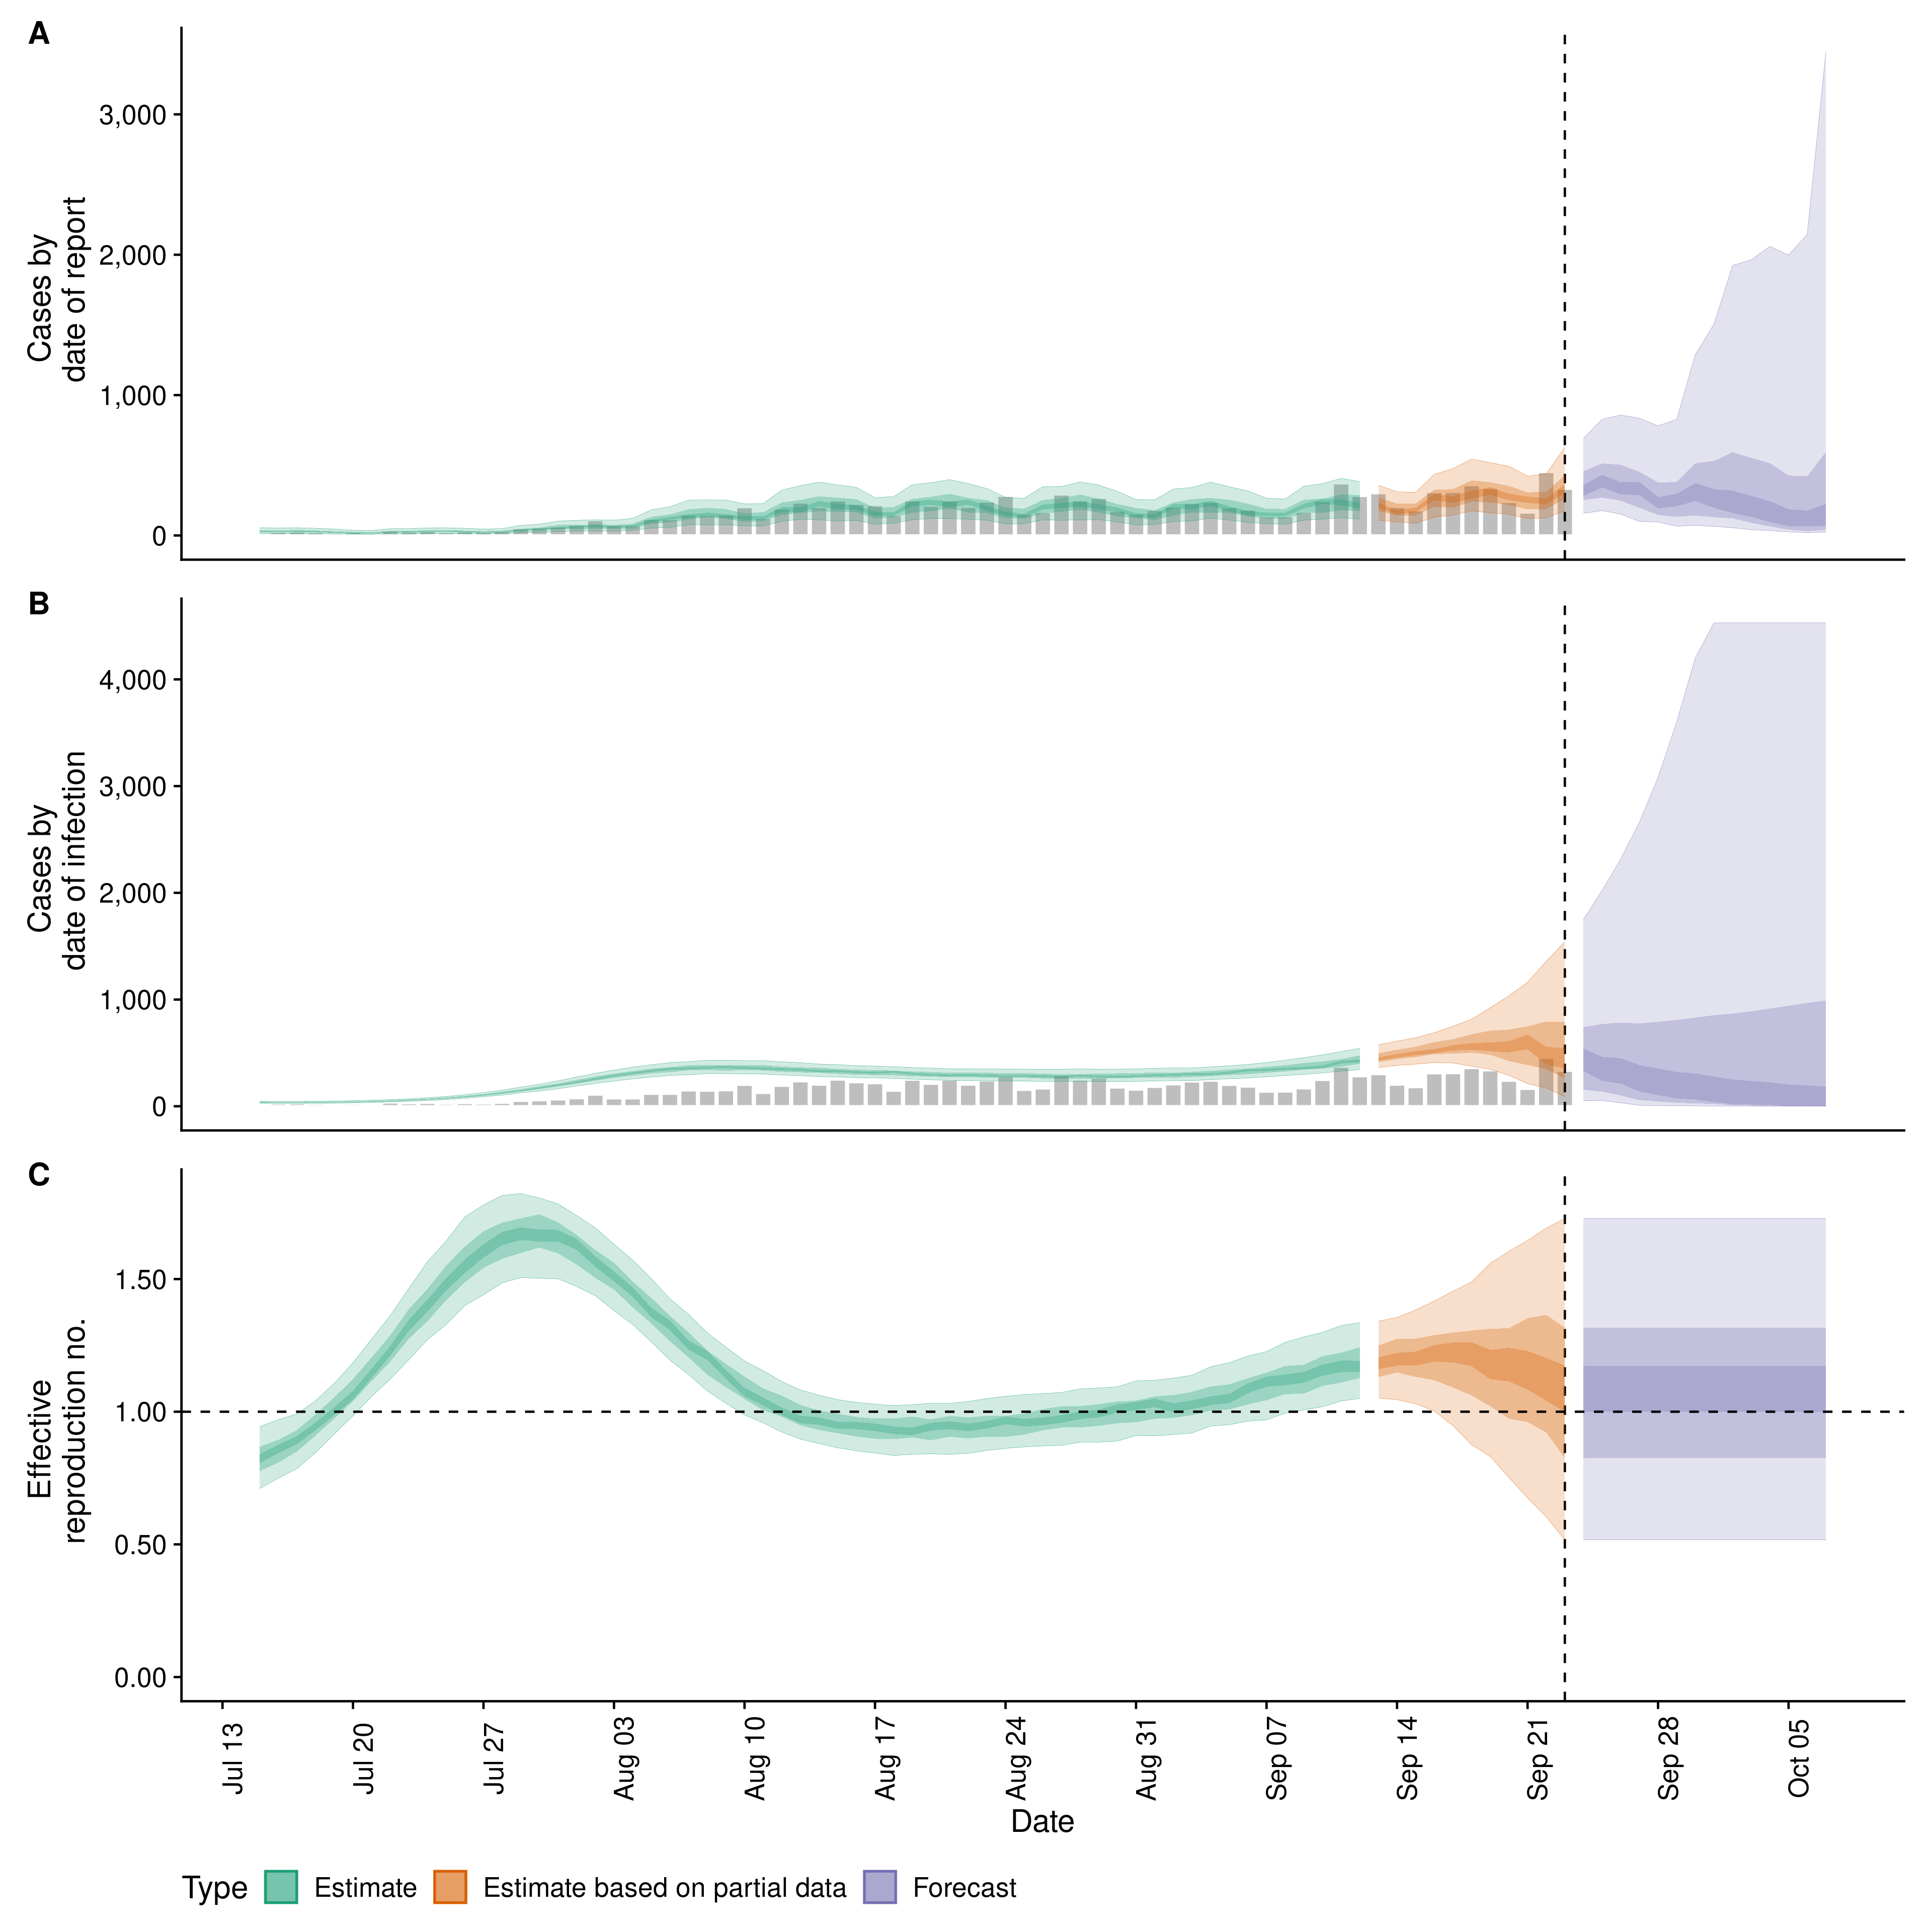 A
Cases by
date of report
3,000
2,000
1,000
0
B
Cases by
date of infection
4,000
3,000
2,000
1,000
0
C
Effective
reproduction no.
1.50
1.00
0.50
0.00
Jul 13
Jul 20
Jul 27
Aug 03
Aug 10
Aug 17
Aug 24
Aug 31
Sep 07
Sep 14
Sep 21
Sep 28
Oct 05
Date
Type Estimate Estimate based on partial data Forecast